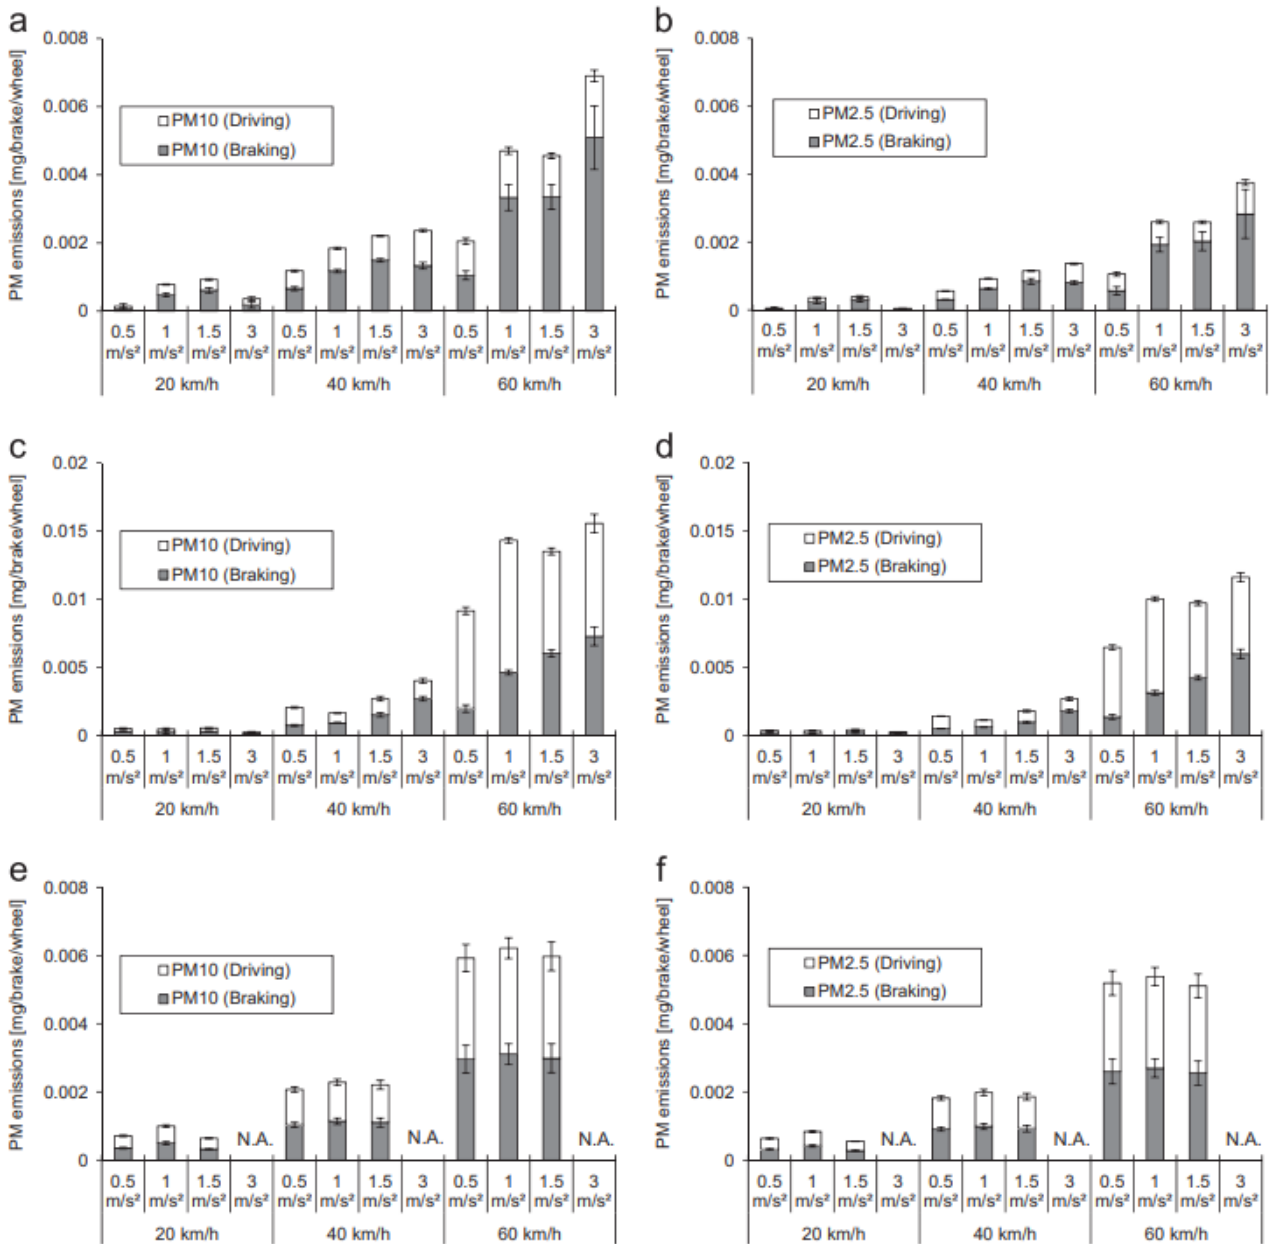 a
PM emissions [mg/brake/wheel]
0.008
0.006
0.004
0.002
0
PM10 (Driving)
PM10 (Braking)
0.5 1 1.5 3 0.5 1 1.5 3 0.5 1 1.5 3
m/s² m/s² m/s² m/s² m/s² m/s² m/s² m/s² m/s² m/s² m/s² m/s²
20 km/h 40 km/h 60 km/h
b
PM emissions [mg/brake/wheel]
0.008
0.006
0.004
0.002
0
PM2.5 (Driving)
PM2.5 (Braking)
0.5 1 1.5 3 0.5 1 1.5 3 0.5 1 1.5 3
m/s² m/s² m/s² m/s² m/s² m/s² m/s² m/s² m/s² m/s² m/s² m/s²
20 km/h 40 km/h 60 km/h
c
PM emissions [mg/brake/wheel]
0.02
0.015
0.01
0.005
0
PM10 (Driving)
PM10 (Braking)
0.5 1 1.5 3 0.5 1 1.5 3 0.5 1 1.5 3
m/s² m/s² m/s² m/s² m/s² m/s² m/s² m/s² m/s² m/s² m/s² m/s²
20 km/h 40 km/h 60 km/h
d
PM emissions [mg/brake/wheel]
0.02
0.015
0.01
0.005
0
PM2.5 (Driving)
PM2.5 (Braking)
0.5 1 1.5 3 0.5 1 1.5 3 0.5 1 1.5 3
m/s² m/s² m/s² m/s² m/s² m/s² m/s² m/s² m/s² m/s² m/s² m/s²
20 km/h 40 km/h 60 km/h
e
PM emissions [mg/brake/wheel]
0.008
0.006
0.004
0.002
0
PM10 (Driving)
PM10 (Braking)
N.A. N.A. N.A.
0.5 1 1.5 3 0.5 1 1.5 3 0.5 1 1.5 3
m/s² m/s² m/s² m/s² m/s² m/s² m/s² m/s² m/s² m/s² m/s² m/s²
20 km/h 40 km/h 60 km/h
f
PM emissions [mg/brake/wheel]
0.008
0.006
0.004
0.002
0
PM2.5 (Driving)
PM2.5 (Braking)
N.A. N.A. N.A.
0.5 1 1.5 3 0.5 1 1.5 3 0.5 1 1.5 3
m/s² m/s² m/s² m/s² m/s² m/s² m/s² m/s² m/s² m/s² m/s² m/s²
20 km/h 40 km/h 60 km/h